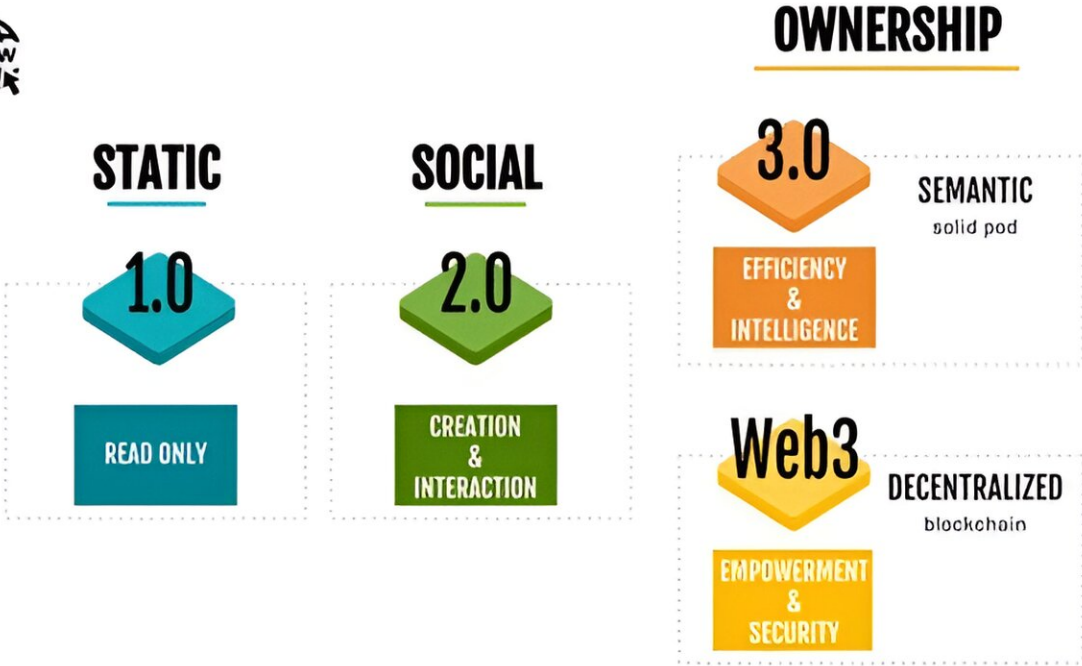 STATIC
1.0
READ ONLY
SOCIAL
2.0
CREATION
&
INTERACTION
OWNERSHIP
3.0
SEMANTIC
solid pod
EFFICIENCY
&
INTELLIGENCE
Web3
DECENTRALIZED
blockchain
EMPOWERMENT
&
SECURITY